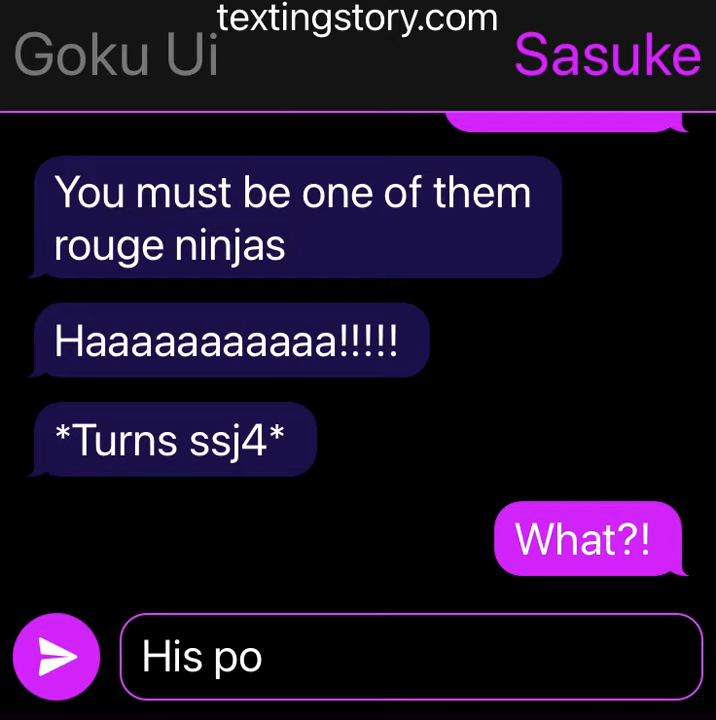 textingstory.com
Goku Ui
Sasuke
You must be one of them
rouge ninjas
Haaaaaaaaaaa!!!!!
*Turns ssj4*
What?!
His po